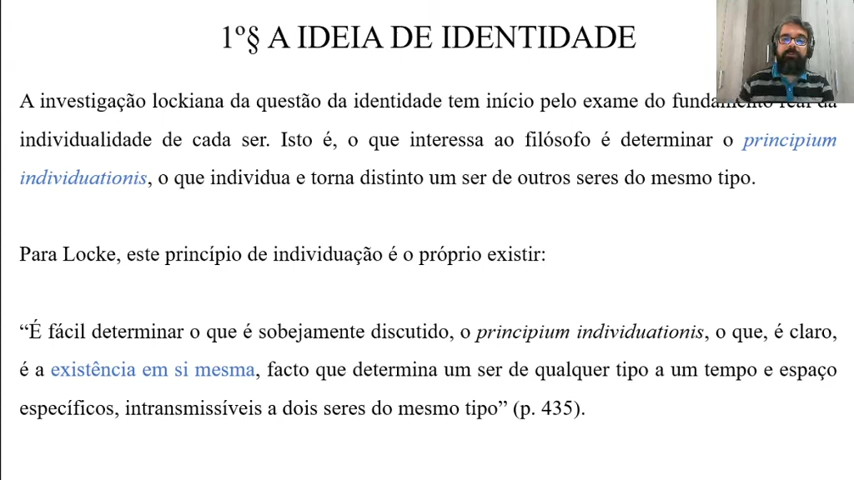 1º§ A IDEIA DE IDENTIDADE
A investigação lockiana da questão da identidade tem início pelo exame do fundamento real da
individualidade de cada ser. Isto é, o que interessa ao filósofo é determinar o principium
individuationis, o que individua e torna distinto um ser de outros seres do mesmo tipo.
Para Locke, este princípio de individuação é o próprio existir:
“É fácil determinar o que é sobejamente discutido, o principium individuationis, o que, é claro,
é a existência em si mesma, facto que determina um ser de qualquer tipo a um tempo e espaço
específicos, intransmissíveis a dois seres do mesmo tipo” (p. 435).